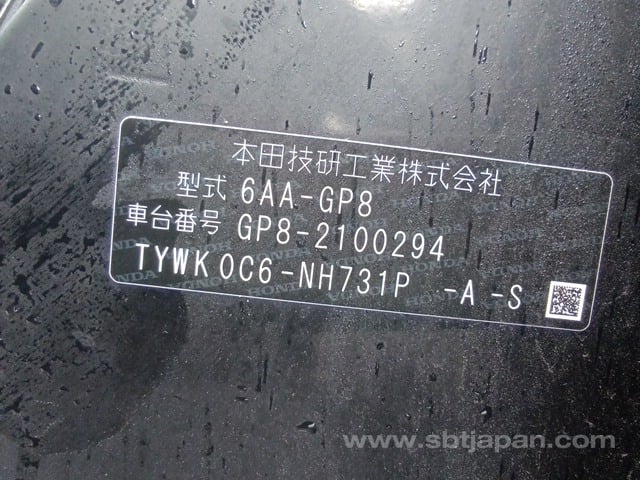 本田技研工業株式会社
型式 6AA-GP8
車台番号 GP8-2100294
TYWK0C6-NH731P -A-S
www.sbtjapan.com